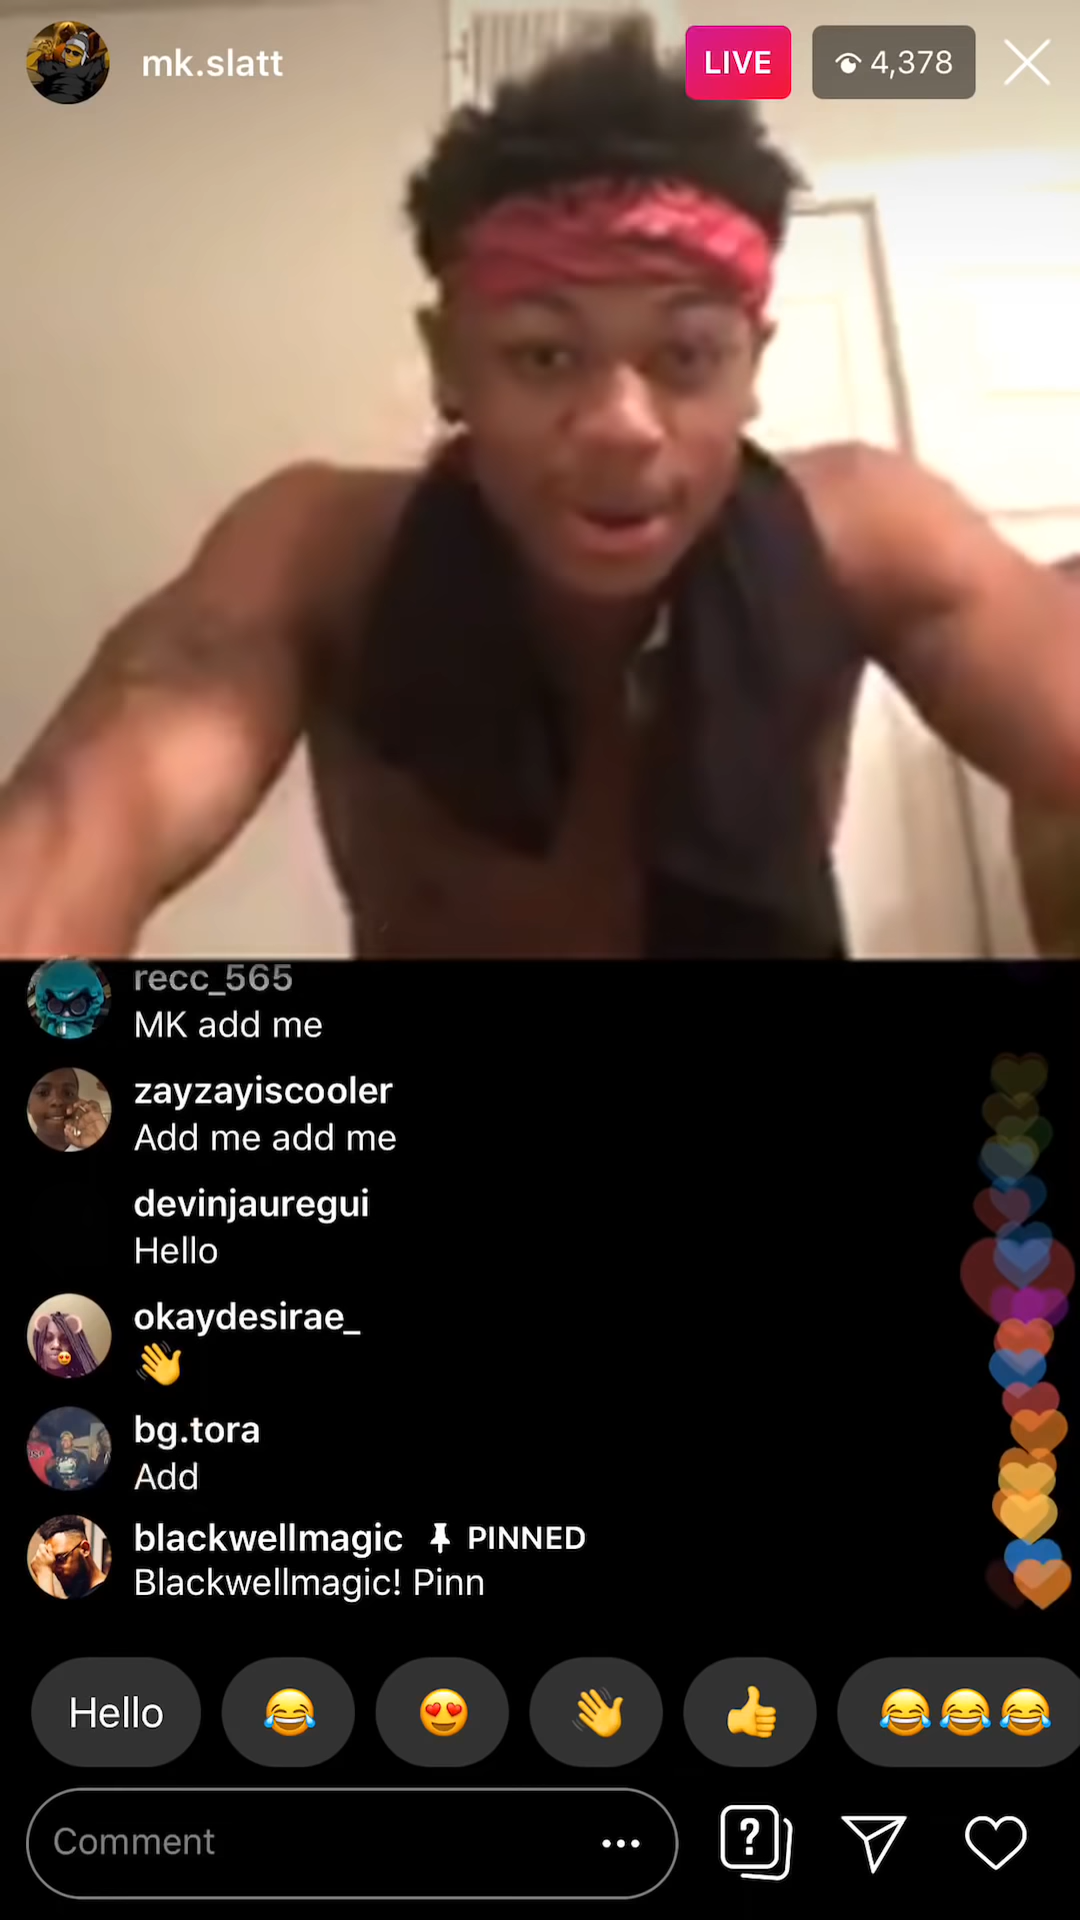 mk.slatt
LIVE
4,378
recc_565
MK add me
zayzayiscooler
Add me add me
devinjauregui
Hello
okaydesirae_
👋
bg.tora
Add
blackwellmagic PINNED
Blackwellmagic! Pinn
Hello 😂 😍 👋 👍 😂😂😂
Comment ...
?